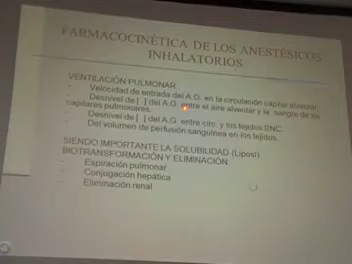 FARMACOCINÉTICA DE LOS ANESTÉSICOS
INHALATORIOS
VENTILACIÓN PULMONAR
- Velocidad de entrada del A.G. en la circulación capilar alveolar.
- Desnivel de [ ] del A.G. entre el aire alveolar y la sangre de los
capilares pulmonares.
- Desnivel de [ ] del A.G. entre circ. y los tejidos SNC.
- Del volumen de perfusión sanguínea en los tejidos.
SIENDO IMPORTANTE LA SOLUBILIDAD (Liposl)
BIOTRANSFORMACIÓN Y ELIMINACIÓN
- Espiración pulmonar
- Conjugación hepática
- Eliminación renal